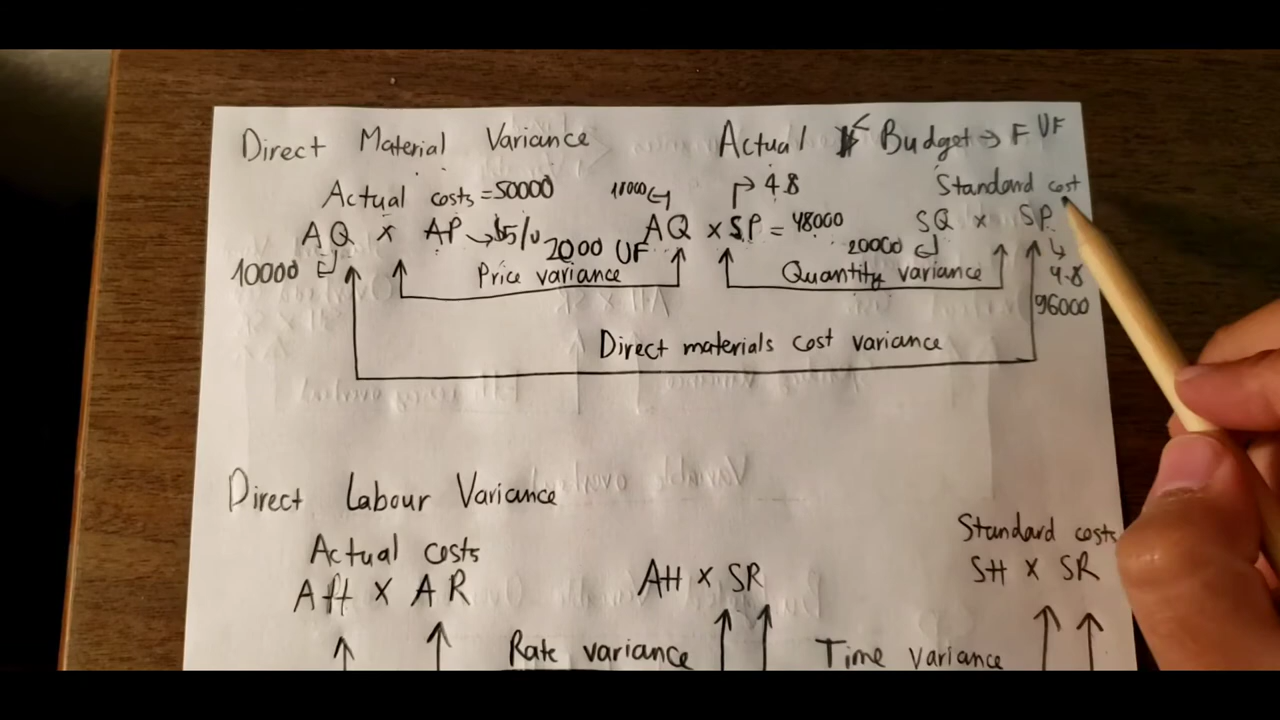 Direct Material Variance Actual < Budget → F UF
Actual costs = 50000 → 4.8 Standard cost
AQ x AP → AQ x SP = 48000 SQ x SP
10000 2000 UF 20000 4.8
Price variance Quantity variance 96000
Direct materials cost variance
Direct Labour Variance
Actual costs Standard costs
AH x AR AH x SR SH x SR
Rate variance Time variance